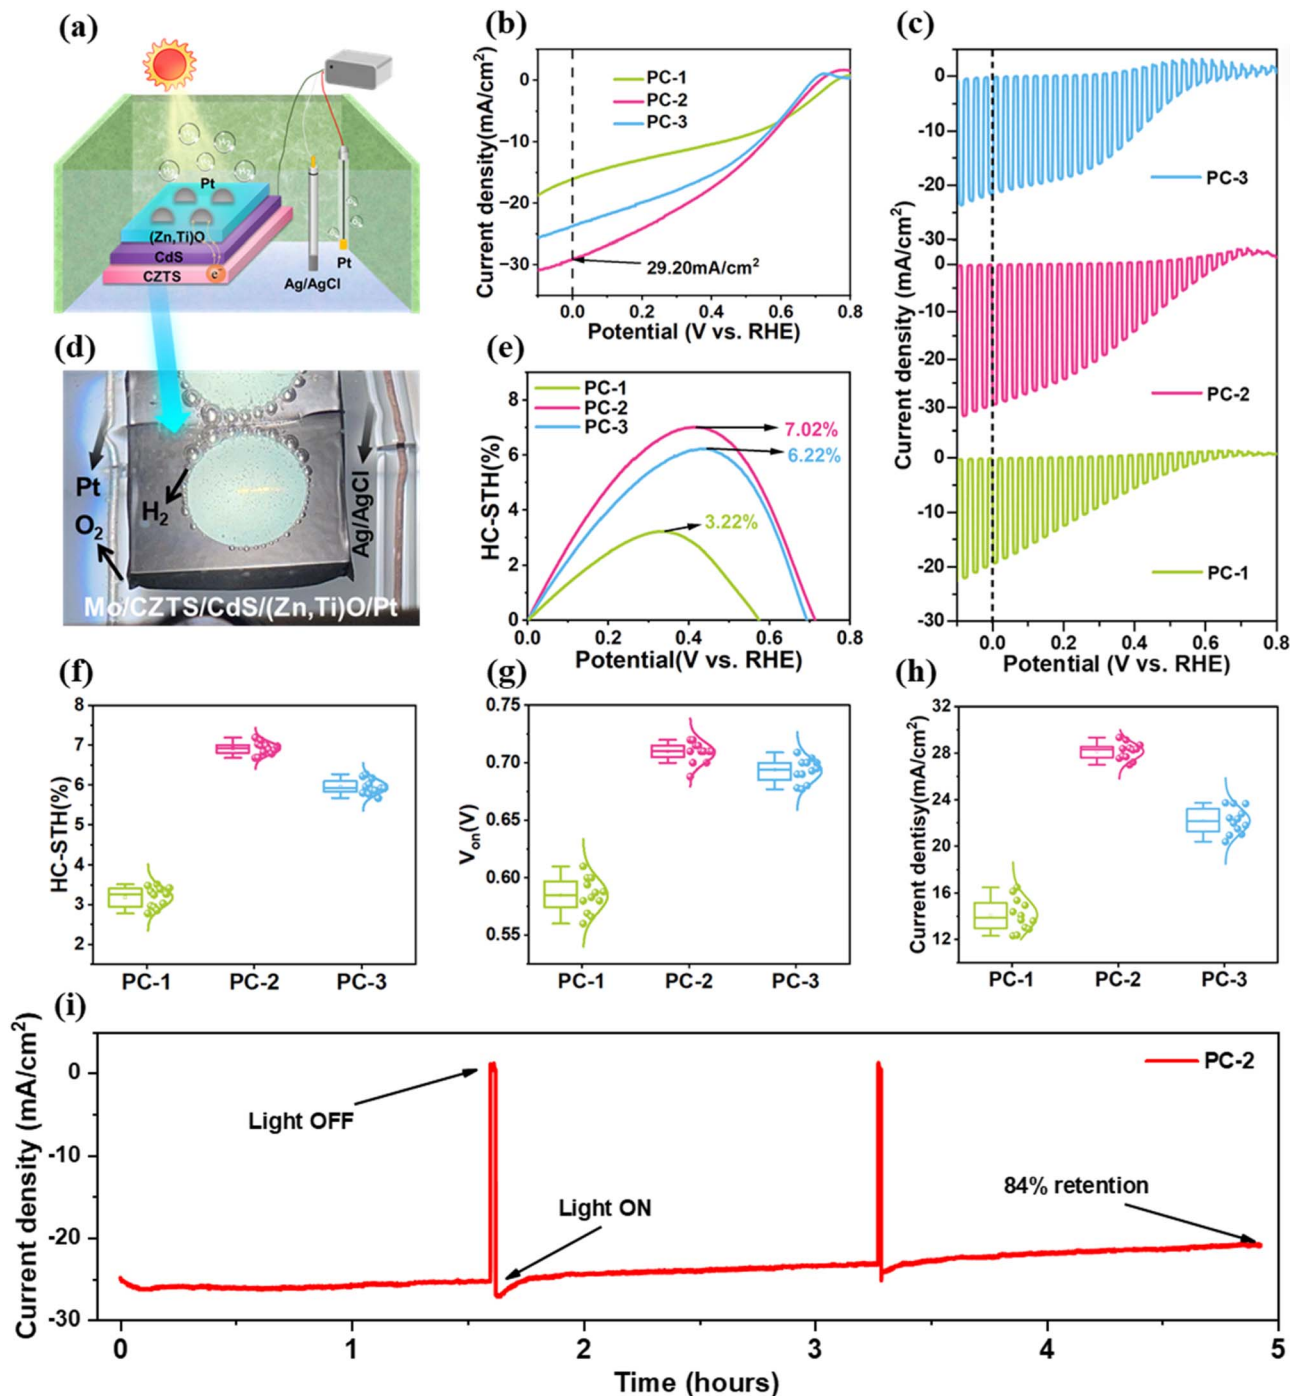 (a)
Pt
(Zn,Ti)O
CdS
CZTS
e⁻
Ag/AgCl
Pt
(b)
Current density(mA/cm²)
0
−10
−20
−30
PC-1
PC-2
PC-3
29.20mA/cm²
0.0 0.2 0.4 0.6 0.8
Potential (V vs. RHE)
(c)
Current density (mA/cm²)
0
-10
-20
-30
PC-3
0
-10
-20
-30
PC-2
0
-10
-20
-30
PC-1
0.0 0.2 0.4 0.6 0.8
Potential (V vs. RHE)
(d)
Pt
O₂
H₂
Ag/AgCl
Mo/CZTS/CdS/(Zn,Ti)O/Pt
(e)
HC-STH(%)
8
6
4
2
0
PC-1
PC-2
PC-3
7.02%
6.22%
3.22%
0.0 0.2 0.4 0.6 0.8
Potential(V vs. RHE)
(f)
HC-STH(%)
8
7
6
5
4
3
2
PC-1 PC-2 PC-3
(g)
Von(V)
0.75
0.70
0.65
0.60
0.55
PC-1 PC-2 PC-3
(h)
Current dentisy(mA/cm²)
32
28
24
20
16
12
PC-1 PC-2 PC-3
(i)
Current density (mA/cm²)
0
-10
-20
-30
PC-2
Light OFF
Light ON
84% retention
0 1 2 3 4 5
Time (hours)